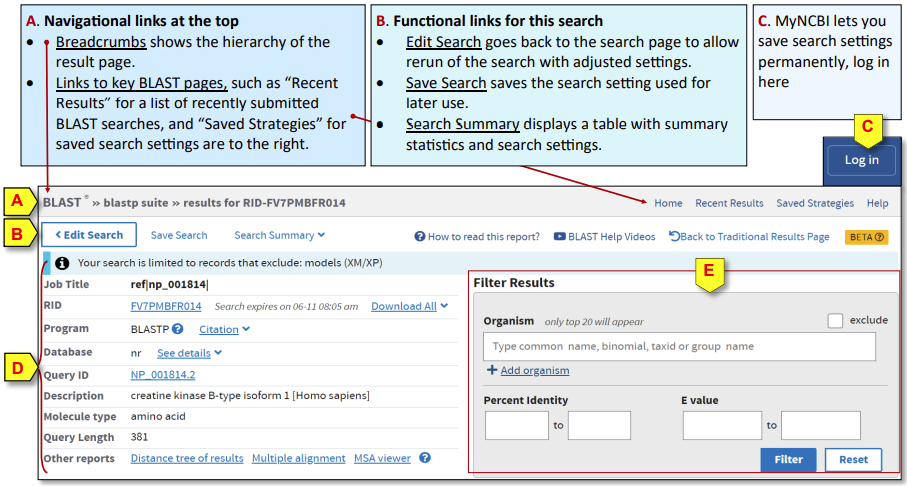 A. Navigational links at the top
• Breadcrumbs shows the hierarchy of the
result page.
• Links to key BLAST pages, such as “Recent
Results” for a list of recently submitted
BLAST searches, and “Saved Strategies” for
saved search settings are to the right.
B. Functional links for this search
• Edit Search goes back to the search page to allow
rerun of the search with adjusted settings.
• Save Search saves the search setting used for
later use.
• Search Summary displays a table with summary
statistics and search settings.
C. MyNCBI lets you
save search settings
permanently, log in
here
C
Log in
A
BLAST ® » blastp suite » results for RID-FV7PMBFR014
Home Recent Results Saved Strategies Help
B
< Edit Search Save Search Search Summary
? How to read this report? BLAST Help Videos Back to Traditional Results Page BETA ?
i Your search is limited to records that exclude: models (XM/XP)
D
Job Title ref|np_001814|
RID FV7PMBFR014 Search expires on 06-11 08:05 am Download All
Program BLASTP ? Citation
Database nr See details
Query ID NP_001814.2
Description creatine kinase B-type isoform 1 [Homo sapiens]
Molecule type amino acid
Query Length 381
Other reports Distance tree of results Multiple alignment MSA viewer ?
E
Filter Results
Organism only top 20 will appear exclude
Type common name, binomial, taxid or group name
+ Add organism
Percent Identity E value
to to
Filter Reset